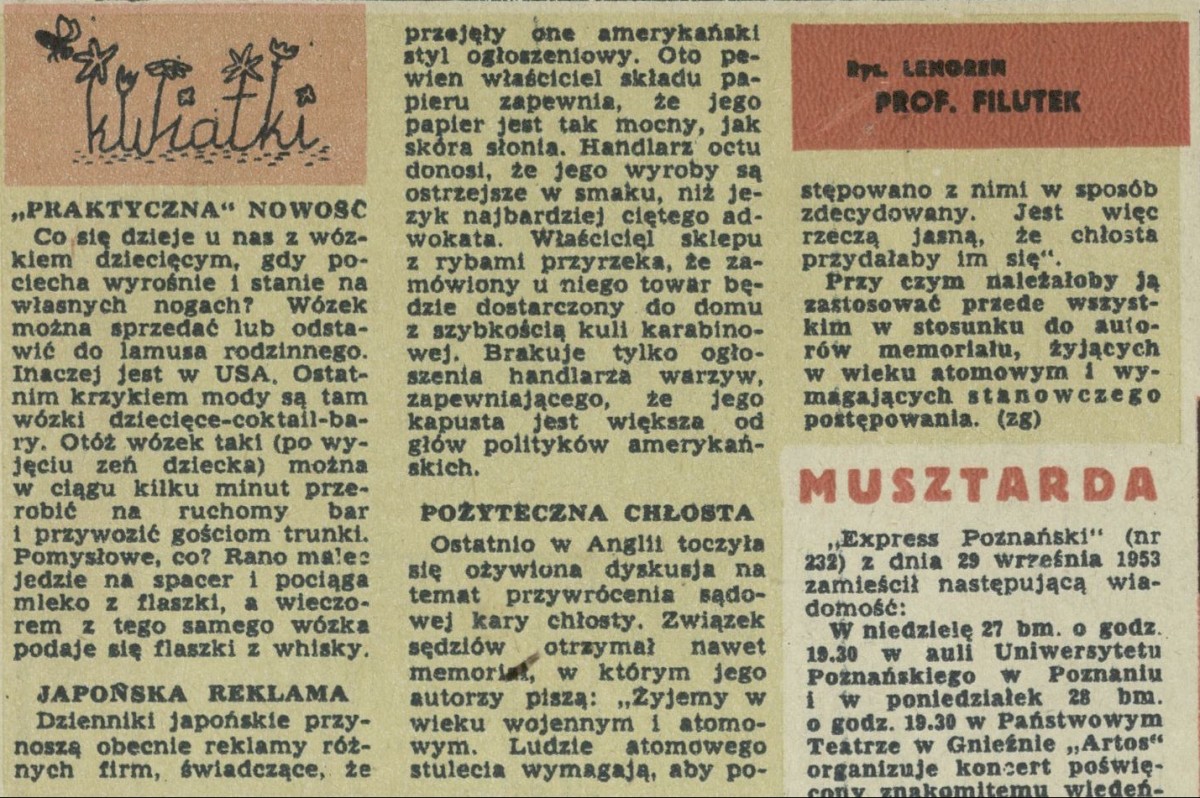 kwiatki
„PRAKTYCZNA“ NOWOŚĆ
Co się dzieje u nas z wóz-
kiem dziecięcym, gdy po-
ciecha wyrośnie i stanie na
własnych nogach? Wózek
można sprzedać lub odsta-
wić do lamusa rodzinnego.
Inaczej jest w USA. Ostat-
nim krzykiem mody są tam
wózki dziecięce-coktail-ba-
ry. Otóż wózek taki (po wy-
jęciu zeń dziecka) można
w ciągu kilku minut prze-
robić na ruchomy bar
i przywozić gościom trunki.
Pomysłowe, co? Rano malec
jedzie na spacer i pociąga
mleko z flaszki, a wieczo-
rem z tego samego wózka
podaje się flaszki z whisky.
JAPOŃSKA REKLAMA
Dzienniki japońskie przy-
noszą obecnie reklamy róż-
nych firm, świadczące, że
przejęły one amerykański
styl ogłoszeniowy. Oto pe-
wien właściciel składu pa-
pieru zapewnia, że jego
papier jest tak mocny, jak
skóra słonia. Handlarz octu
donosi, że jego wyroby są
ostrzejsze w smaku, niż ję-
zyk najbardziej ciętego ad-
wokata. Właściciel sklepu
z rybami przyrzeka, że za-
mówiony u niego towar bę-
dzie dostarczony do domu
z szybkością kuli karabino-
wej. Brakuje tylko ogło-
szenia handlarza warzyw,
zapewniającego, że jego
kapusta jest większa od
głów polityków amerykań-
skich.
POŻYTECZNA CHŁOSTA
Ostatnio w Anglii toczyła
się ożywiona dyskusja na
temat przywrócenia sądo-
wej kary chłosty. Związek
sędziów otrzymał nawet
memoriał, w którym jego
autorzy piszą: „Żyjemy w
wieku wojennym i atomo-
wym. Ludzie atomowego
stulecia wymagają, aby po-
Rys. LENGREN
PROF. FILUTEK
stępowano z nimi w sposób
zdecydowany. Jest więc
rzeczą jasną, że chłosta
przydałaby im się“.
Przy czym należałoby ją
zastosować przede wszyst-
kim w stosunku do auto-
rów memoriału, żyjących
w wieku atomowym i wy-
magających stanowczego
postępowania. (zg)
MUSZTARDA
„Express Poznański“ (nr
232) z dnia 29 września 1953
zamieścił następującą wia-
domość:
W niedzielę 27 bm. o godz.
19.30 w auli Uniwersytetu
Poznańskiego w Poznaniu
i w poniedziałek 28 bm.
o godz. 19.30 w Państwowym
Teatrze w Gnieźnie „Artos“
organizuje koncert poświę-
cony znakomitemu wiedeń-